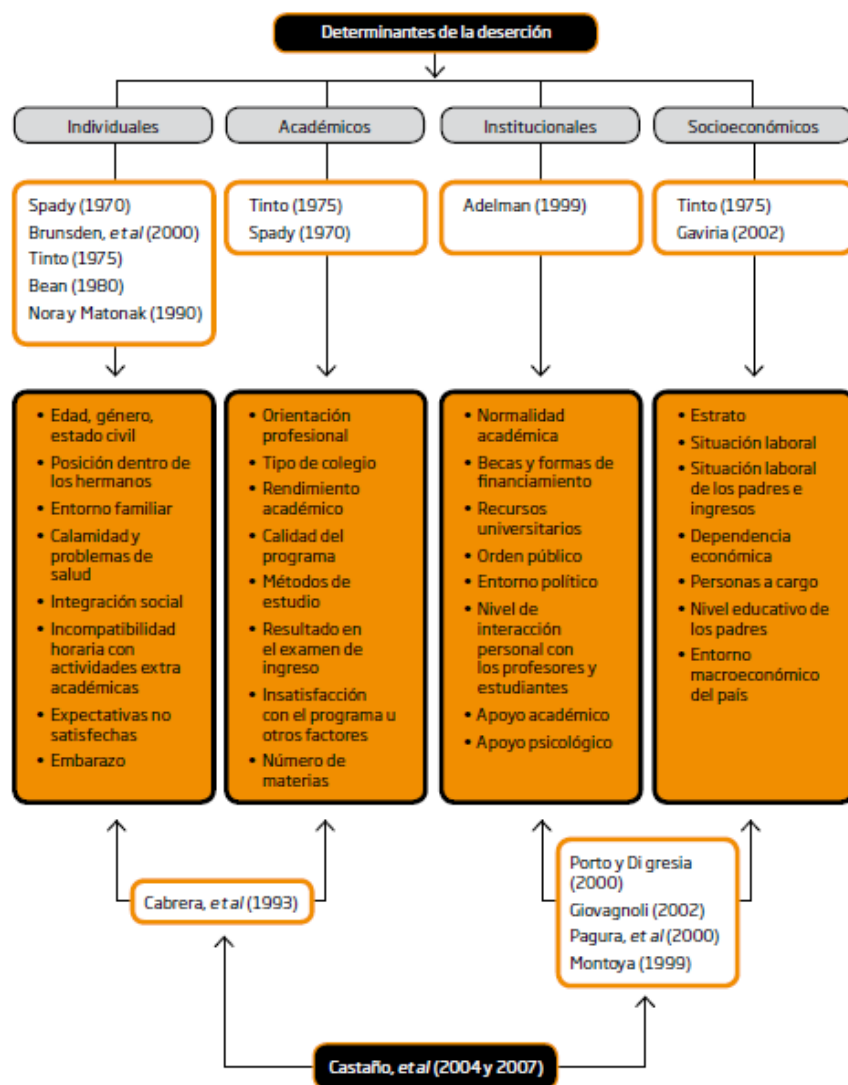 Determinantes de la deserción
Individuales
Académicos
Institucionales
Socioeconómicos
Spady (1970)
Brunsden, et al (2000)
Tinto (1975)
Bean (1980)
Nora y Matonak (1990)
Tinto (1975)
Spady (1970)
Adelman (1999)
Tinto (1975)
Gaviria (2002)
• Edad, género,
estado civil
• Posición dentro de
los hermanos
• Entorno familiar
• Calamidad y
problemas de
salud
• Integración social
• Incompatibilidad
horaria con
actividades extra
académicas
• Expectativas no
satisfechas
• Embarazo
• Orientación
profesional
• Tipo de colegio
• Rendimiento
académico
• Calidad del
programa
• Métodos de
estudio
• Resultado en
el examen de
ingreso
• Insatisfacción
con el programa u
otros factores
• Número de
materias
• Normalidad
académica
• Becas y formas de
financiamiento
• Recursos
universitarios
• Orden público
• Entorno político
• Nivel de
interacción
personal con
los profesores y
estudiantes
• Apoyo académico
• Apoyo psicológico
• Estrato
• Situación laboral
• Situación laboral
de los padres e
ingresos
• Dependencia
económica
• Personas a cargo
• Nivel educativo de
los padres
• Entorno
macroeconómico
del país
Cabrera, et al (1993)
Porto y Di gresia
(2000)
Giovagnoli (2002)
Pagura, et al (2000)
Montoya (1999)
Castaño, et al (2004 y 2007)